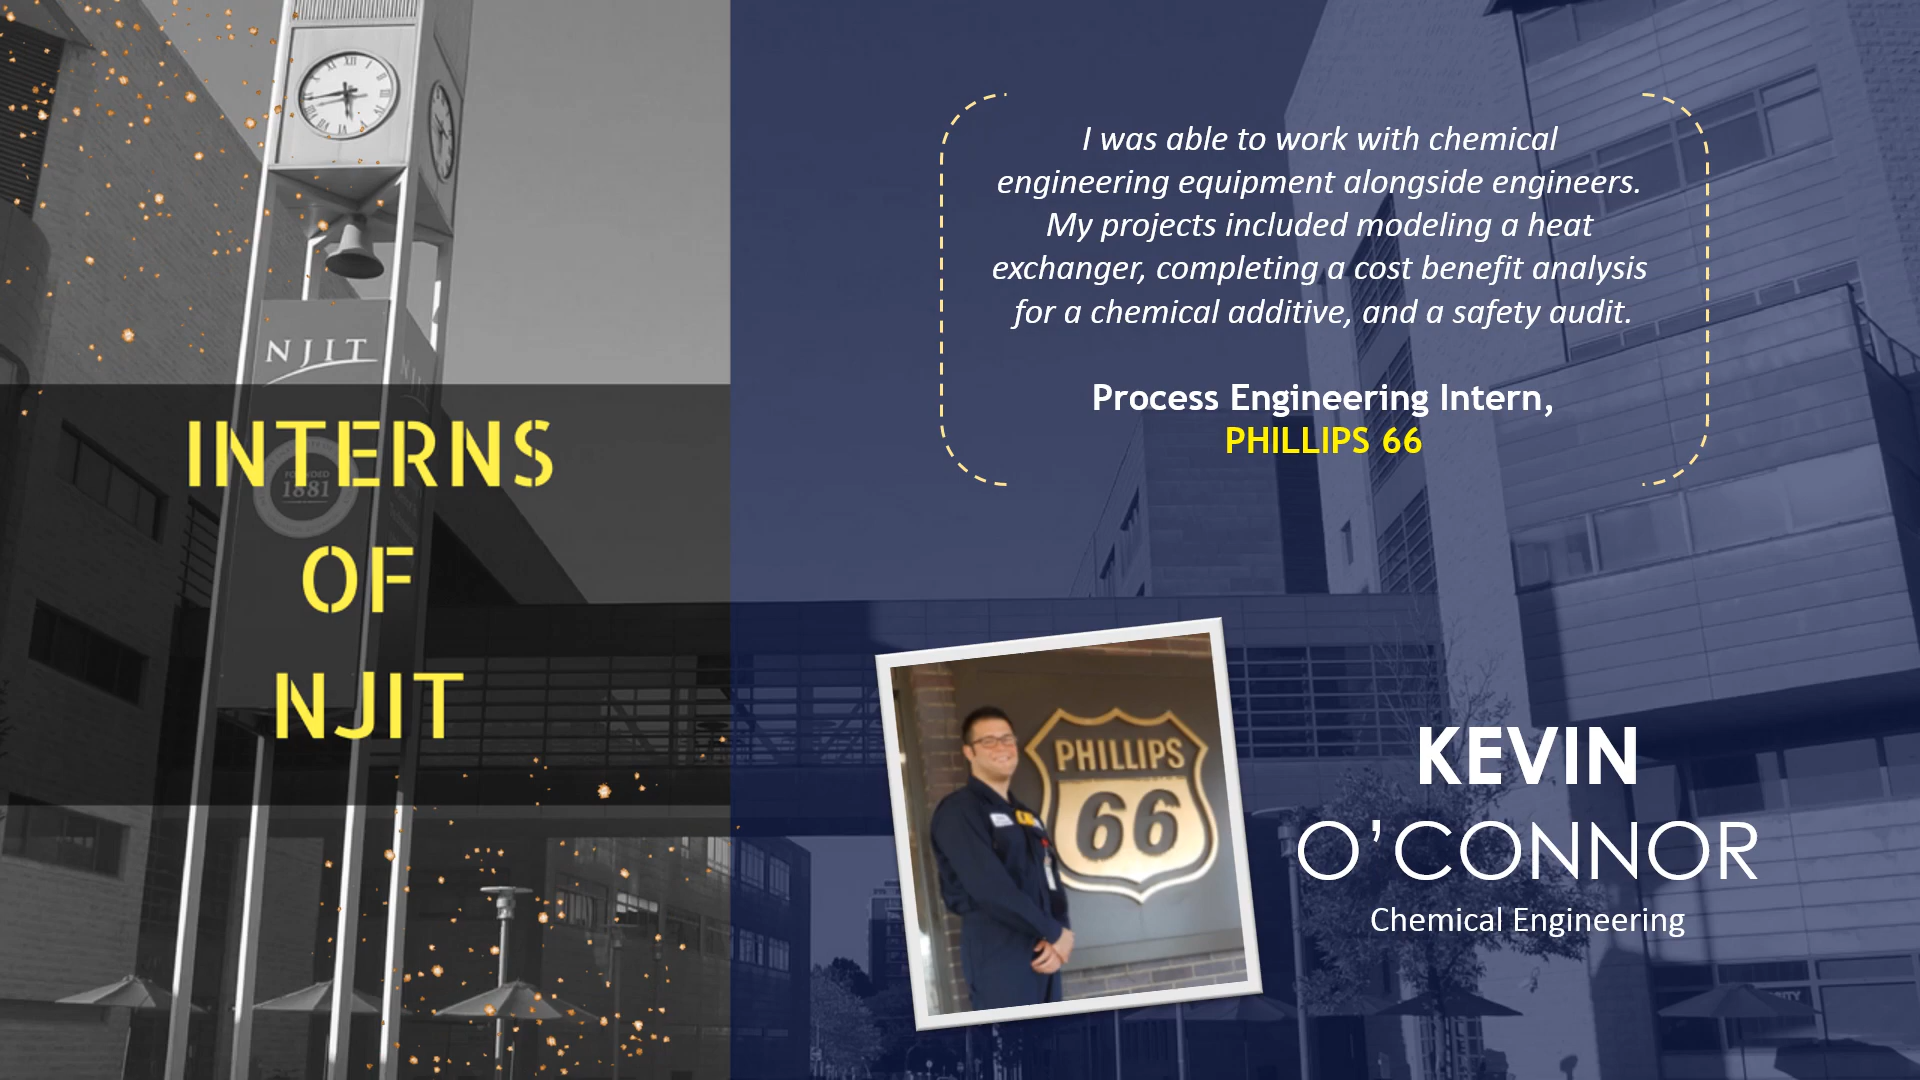 NJIT
INTERNS
OF
NJIT
FOUNDED
1881
I was able to work with chemical
engineering equipment alongside engineers.
My projects included modeling a heat
exchanger, completing a cost benefit analysis
for a chemical additive, and a safety audit.
Process Engineering Intern,
PHILLIPS 66
PHILLIPS
66
KEVIN
O’CONNOR
Chemical Engineering